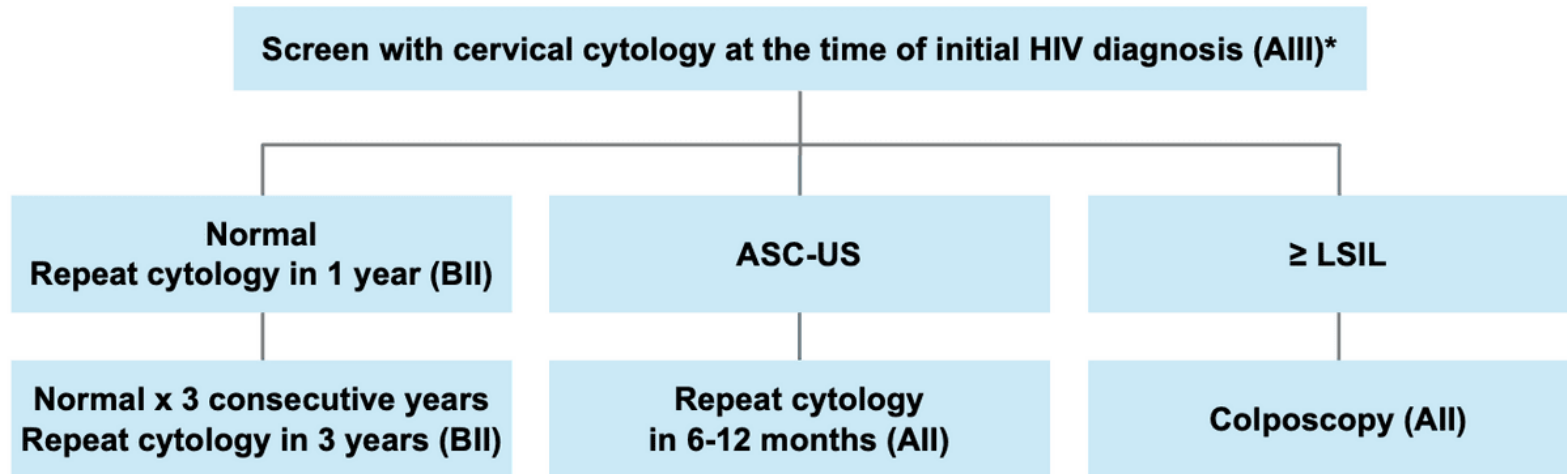 Screen with cervical cytology at the time of initial HIV diagnosis (AIII)*
Normal
Repeat cytology in 1 year (BII)
ASC-US
≥ LSIL
Normal x 3 consecutive years
Repeat cytology in 3 years (BII)
Repeat cytology
in 6-12 months (AII)
Colposcopy (AII)